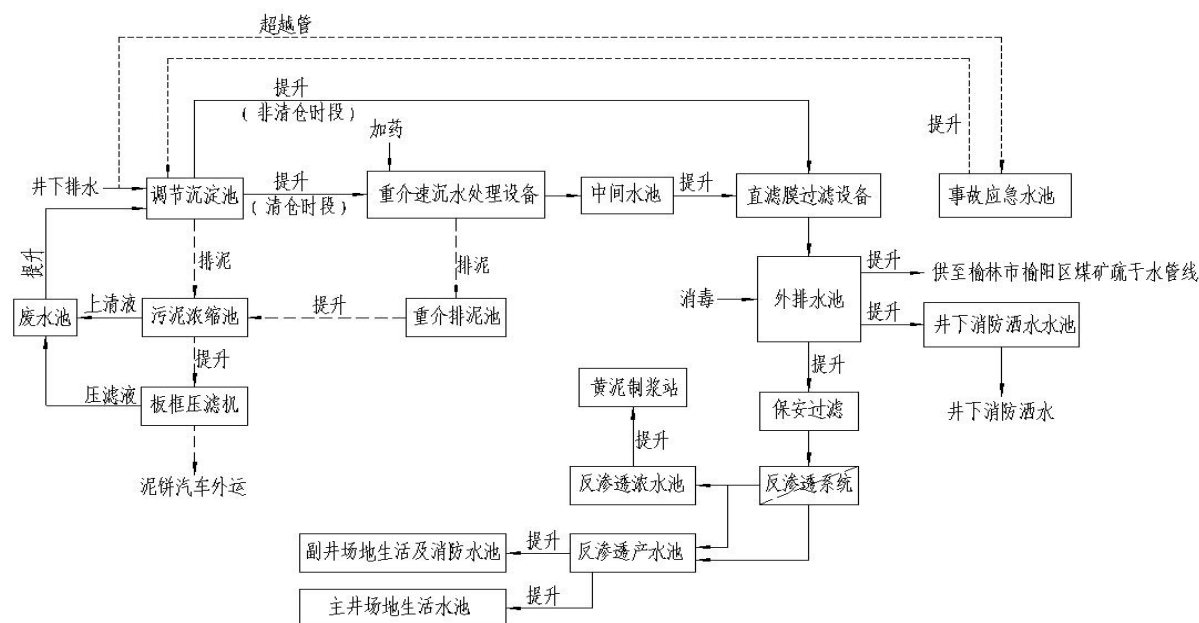 超越管
提升
(非清仓时段)
提升
加药
井下排水
调节沉淀池
提升
(清仓时段)
重介速沉水处理设备
中间水池
提升
直滤膜过滤设备
事故应急水池
提升
排泥
排泥
提升
供至榆林市榆阳区煤矿疏干水管线
废水池
上清液
污泥浓缩池
提升
重介排泥池
消毒
外排水池
提升
井下消防洒水水池
提升
提升
压滤液
板框压滤机
黄泥制浆站
保安过滤
井下消防洒水
提升
泥饼汽车外运
反渗透浓水池
反渗透系统
副井场地生活及消防水池
提升
反渗透产水池
主井场地生活水池
提升